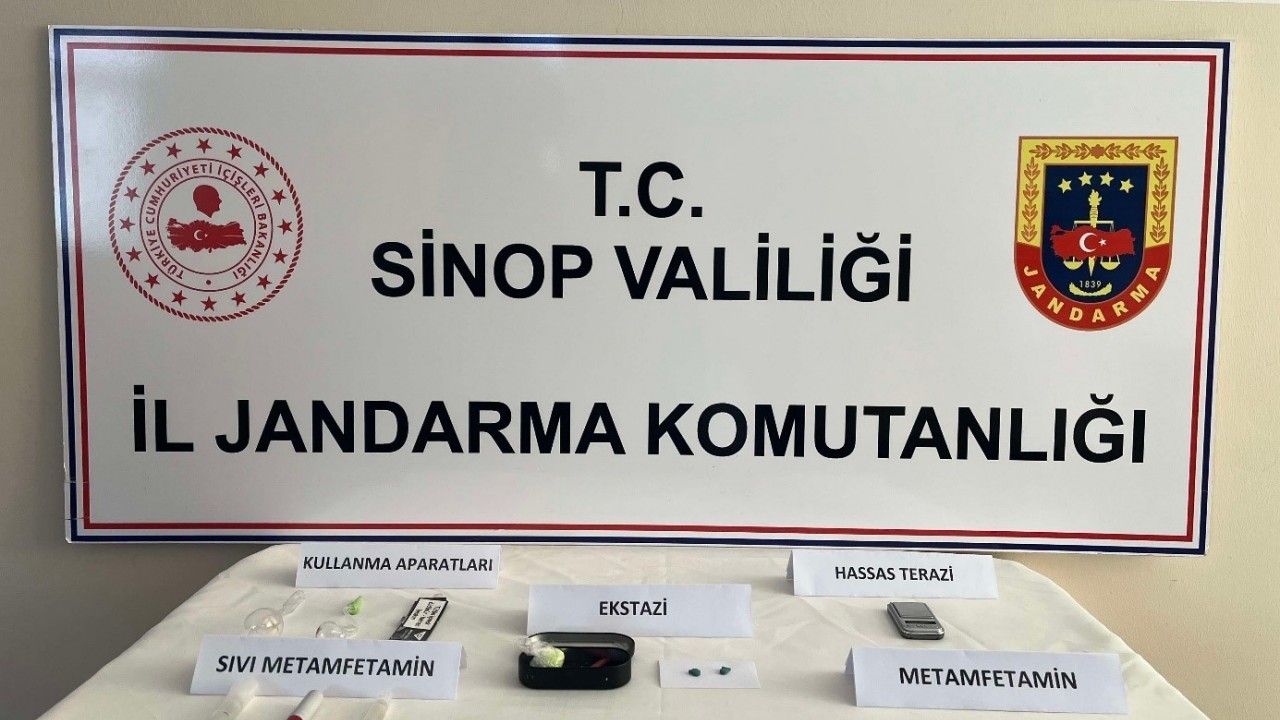 TÜRKİYE CUMHURİYETİ İÇİŞLERİ BAKANLIĞI
T.C.
SİNOP VALİLİĞİ
İL JANDARMA KOMUTANLIĞI
1839
JANDARMA
KULLANMA APARATLARI
HASSAS TERAZİ
EKSTAZİ
SIVI METAMFETAMİN
METAMFETAMİN